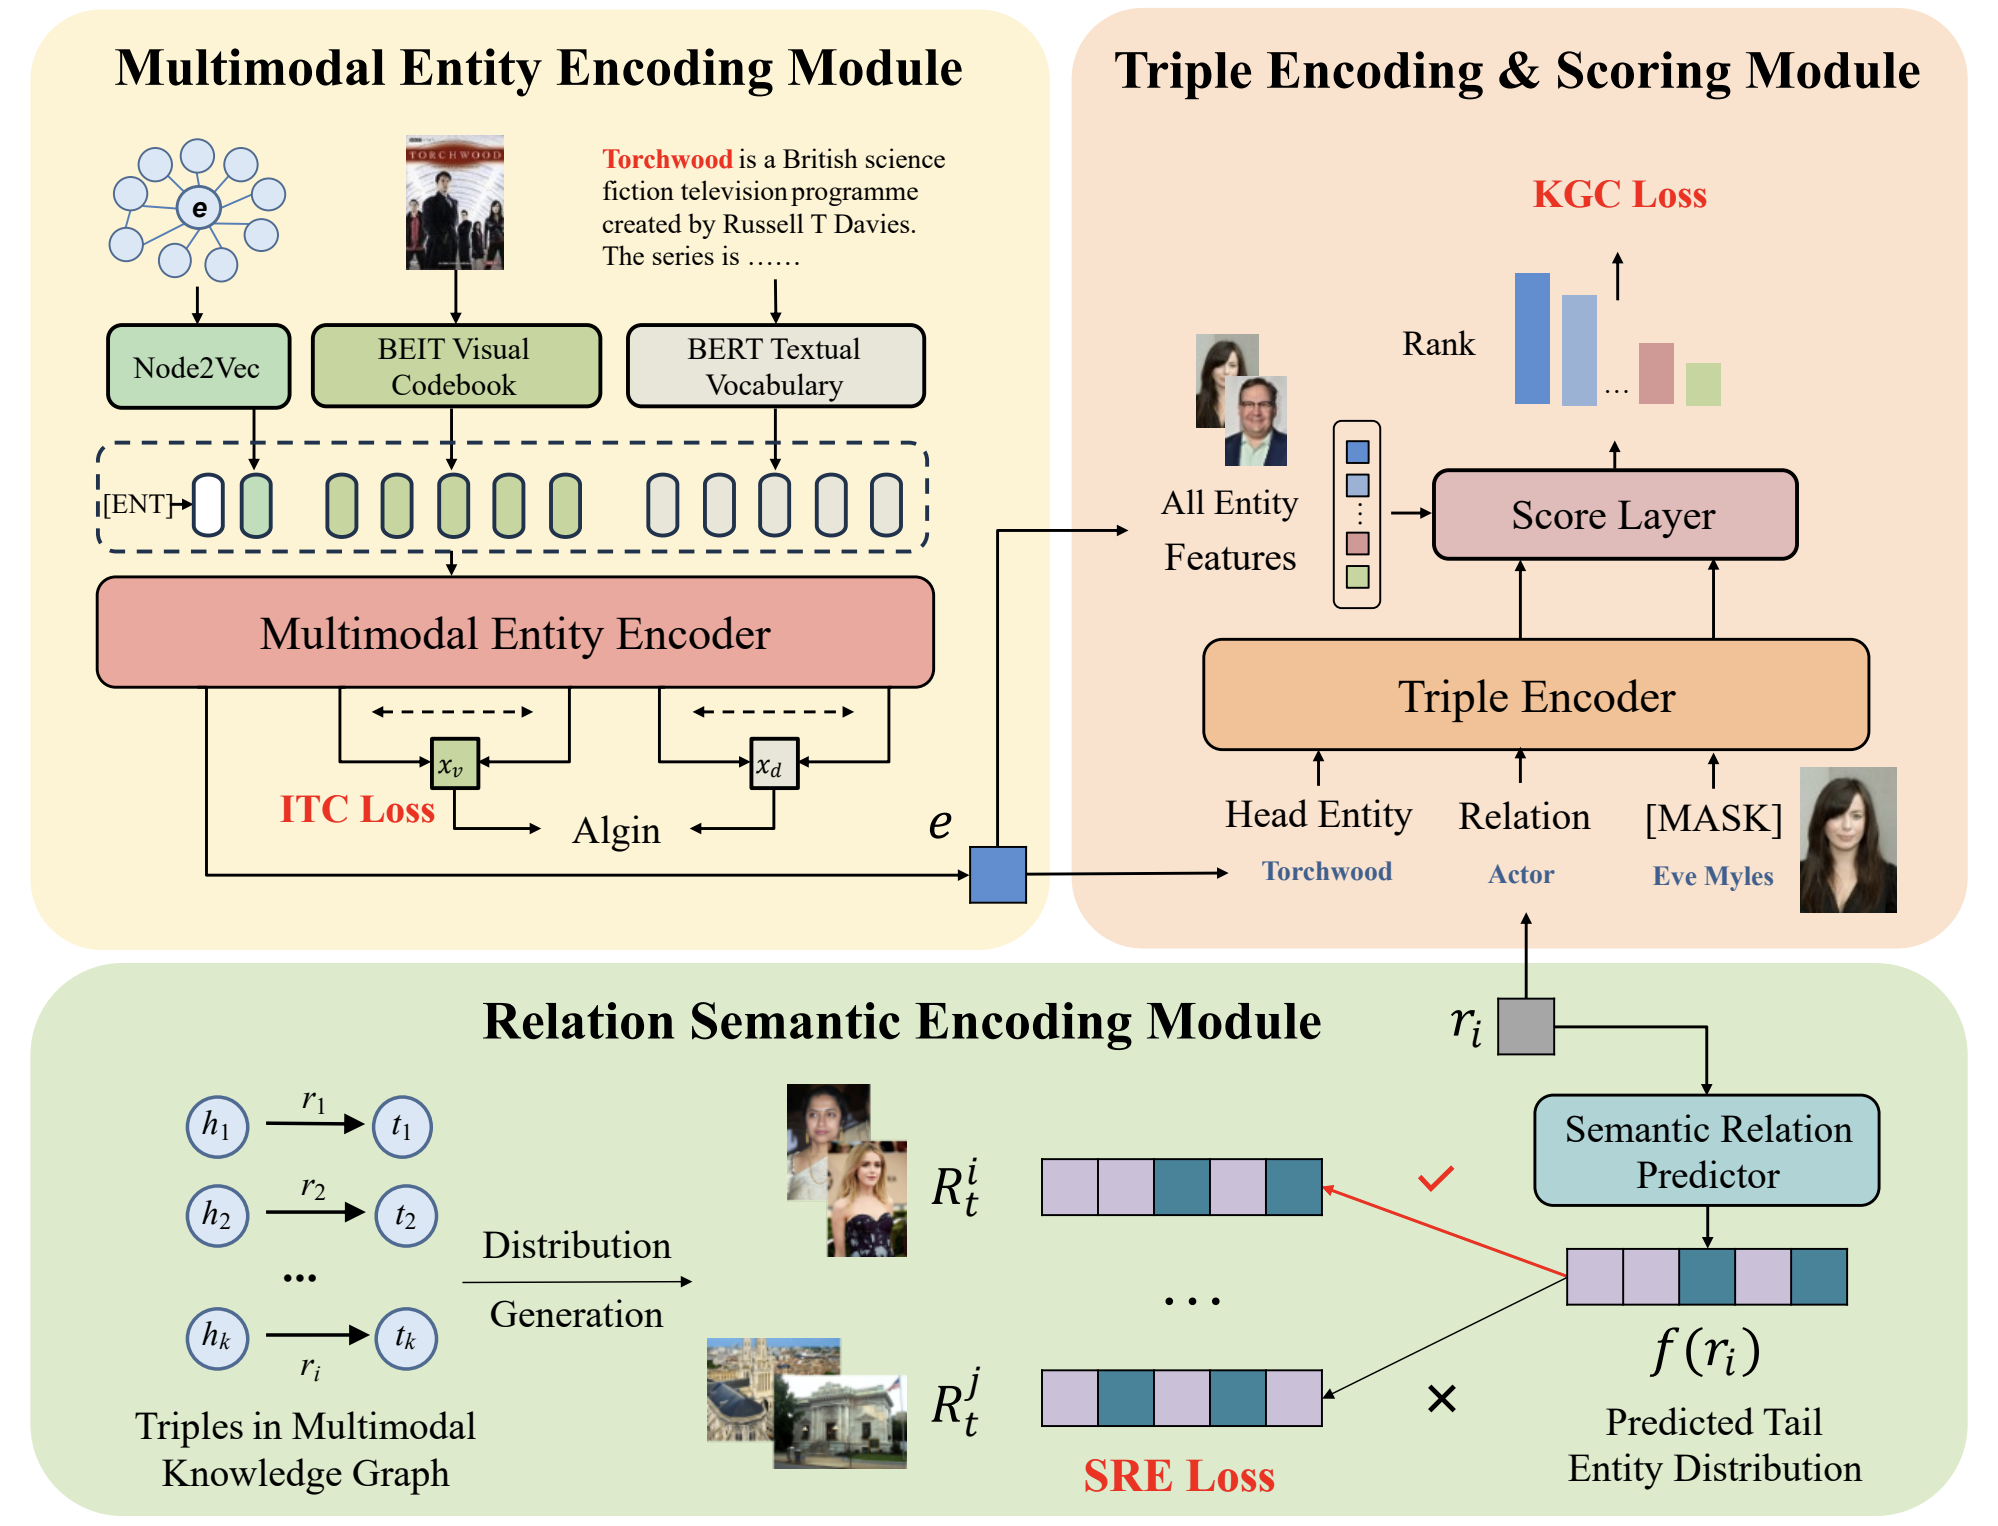 Multimodal Entity Encoding Module
e
TORCHWOOD
Torchwood is a British science
fiction television programme
created by Russell T Davies.
The series is ……
Node2Vec
BEIT Visual
Codebook
BERT Textual
Vocabulary
[ENT]
Multimodal Entity Encoder
x_v
x_d
ITC Loss
Algin
e
Triple Encoding & Scoring Module
KGC Loss
Rank
...
All Entity
Features
Score Layer
Triple Encoder
Head Entity
Relation
[MASK]
Torchwood
Actor
Eve Myles
Relation Semantic Encoding Module
r_i
h_1
r_1
t_1
h_2
r_2
t_2
...
h_k
r_i
t_k
Triples in Multimodal
Knowledge Graph
Distribution
Generation
R_t^i
...
R_t^j
SRE Loss
Semantic Relation
Predictor
f(r_i)
Predicted Tail
Entity Distribution